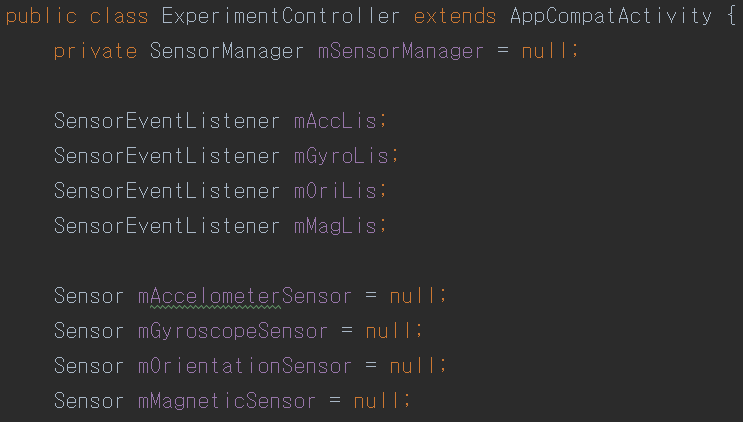 public class ExperimentController extends AppCompatActivity {
private SensorManager mSensorManager = null;
SensorEventListener mAccLis;
SensorEventListener mGyroLis;
SensorEventListener mOriLis;
SensorEventListener mMagLis;
Sensor mAccelometerSensor = null;
Sensor mGyroscopeSensor = null;
Sensor mOrientationSensor = null;
Sensor mMagneticSensor = null;